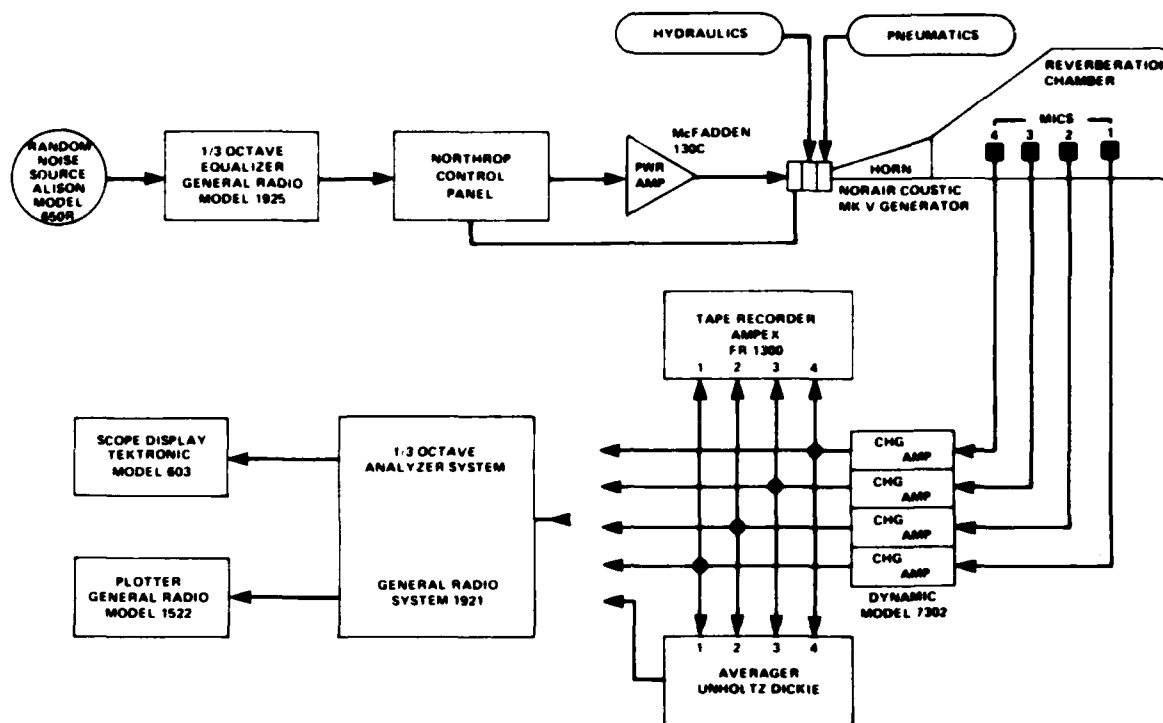 HYDRAULICS
PNEUMATICS
REVERBERATION
CHAMBER
MICS
4 3 2 1
RANDOM
NOISE
SOURCE
ALISON
MODEL
650R
1/3 OCTAVE
EQUALIZER
GENERAL RADIO
MODEL 1925
NORTHROP
CONTROL
PANEL
McFADDEN
130C
PWR
AMP
HORN
NORAIR COUSTIC
MK V GENERATOR
TAPE RECORDER
AMPEX
FR 1300
1 2 3 4
SCOPE DISPLAY
TEKTRONIC
MODEL 603
1/3 OCTAVE
ANALYZER SYSTEM
GENERAL RADIO
SYSTEM 1921
PLOTTER
GENERAL RADIO
MODEL 1522
CHG
AMP
CHG
AMP
CHG
AMP
CHG
AMP
DYNAMIC
MODEL 7302
1 2 3 4
AVERAGER
UNHOLTZ DICKIE